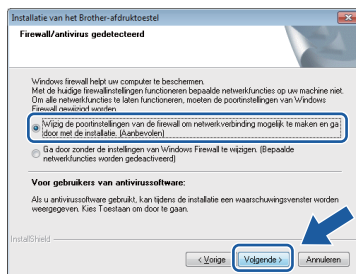 Installatie van het Brother-afdruktoestel
Firewall/antivirus gedetecteerd
Windows firewall helpt uw computer te beschermen.
Met de huidige firewallinstellingen functioneren bepaalde netwerkfuncties op uw machine niet.
Om alle netwerkfuncties te laten functioneren, moeten de poortinstellingen van Windows
Firewall gewijzigd worden.
Wijzig de poortinstellingen van de firewall om netwerkverbinding mogelijk te maken en ga
door met de installatie. (Aanbevolen)
Ga door zonder de instellingen van Windows Firewall te wijzigen. (Bepaalde
netwerkfuncties worden gedeactiveerd)
Voor gebruikers van antivirussoftware:
Als u antivirussoftware gebruikt, kan tijdens de installatie een waarschuwingsvenster worden
weergegeven. Kies Toestaan om door te gaan.
InstallShield
< Vorige Volgende > Annuleren